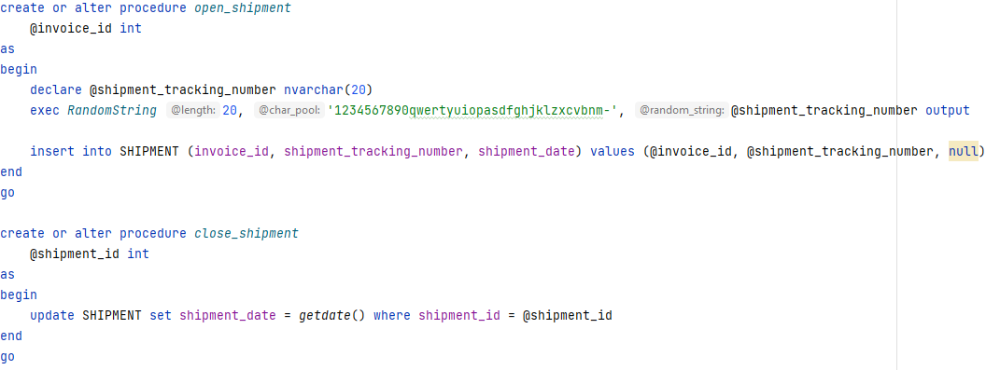 create or alter procedure open_shipment
    @invoice_id int
as
begin
    declare @shipment_tracking_number nvarchar(20)
    exec RandomString @length: 20, @char_pool: '1234567890qwertyuiopasdfghjklzxcvbnm-', @random_string: @shipment_tracking_number output

    insert into SHIPMENT (invoice_id, shipment_tracking_number, shipment_date) values (@invoice_id, @shipment_tracking_number, null)
end
go

create or alter procedure close_shipment
    @shipment_id int
as
begin
    update SHIPMENT set shipment_date = getdate() where shipment_id = @shipment_id
end
go